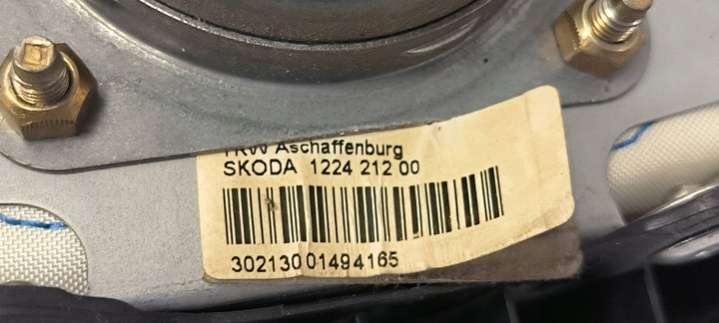 TRW Aschaffenburg
SKODA 1224 212 00
30213001494165